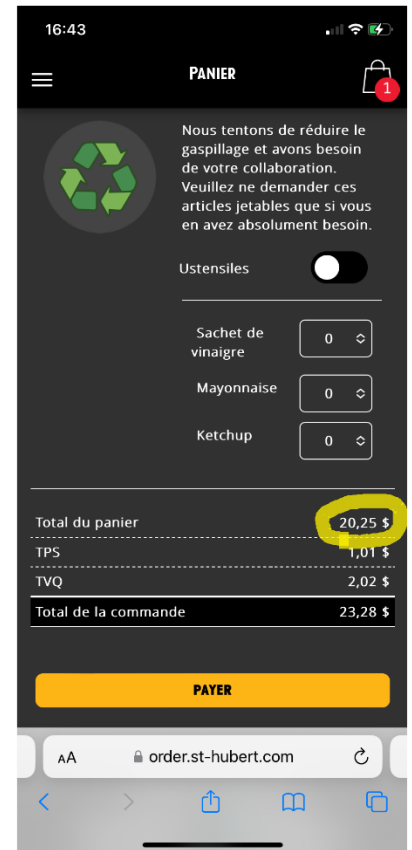 16:43
PANIER
1
Nous tentons de réduire le
gaspillage et avons besoin
de votre collaboration.
Veuillez ne demander ces
articles jetables que si vous
en avez absolument besoin.
Ustensiles
Sachet de
vinaigre
0
Mayonnaise
0
Ketchup
0
Total du panier 20,25 $
TPS 1,01 $
TVQ 2,02 $
Total de la commande 23,28 $
PAYER
AA order.st-hubert.com